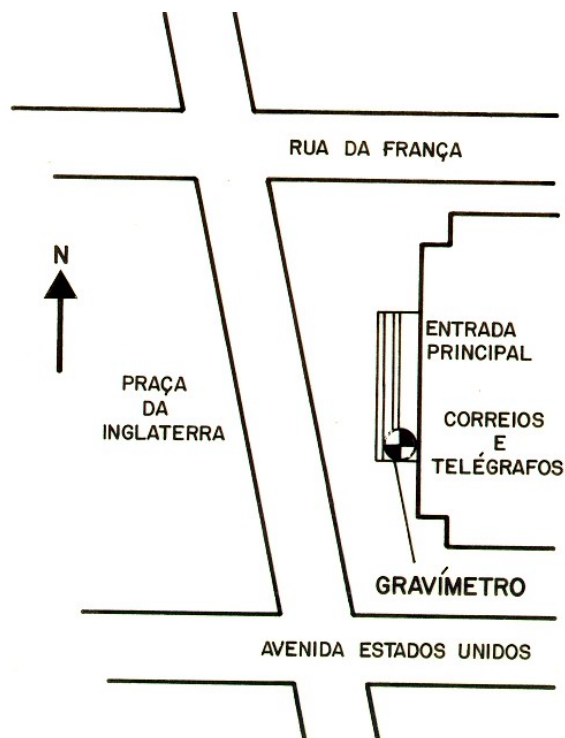 RUA DA FRANÇA
N
ENTRADA
PRINCIPAL
PRAÇA
DA
INGLATERRA
CORREIOS
E
TELÉGRAFOS
GRAVÍMETRO
AVENIDA ESTADOS UNIDOS